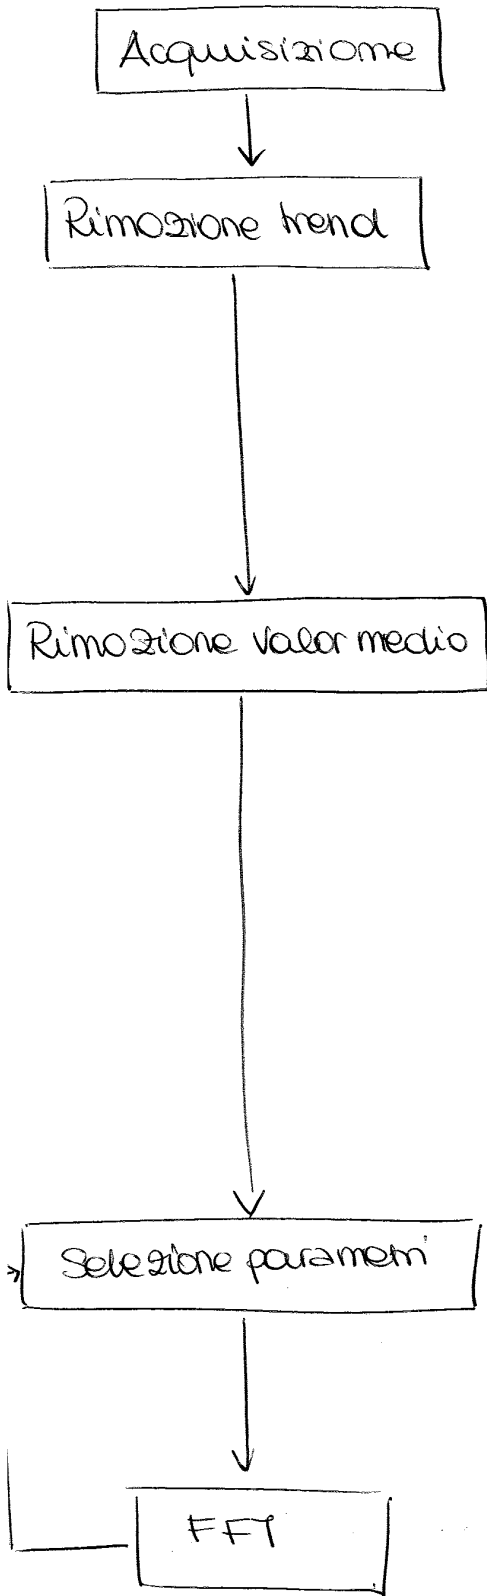 Acquisizione
Rimozione trend
Rimozione valor medio
Selezione parametri
FFT